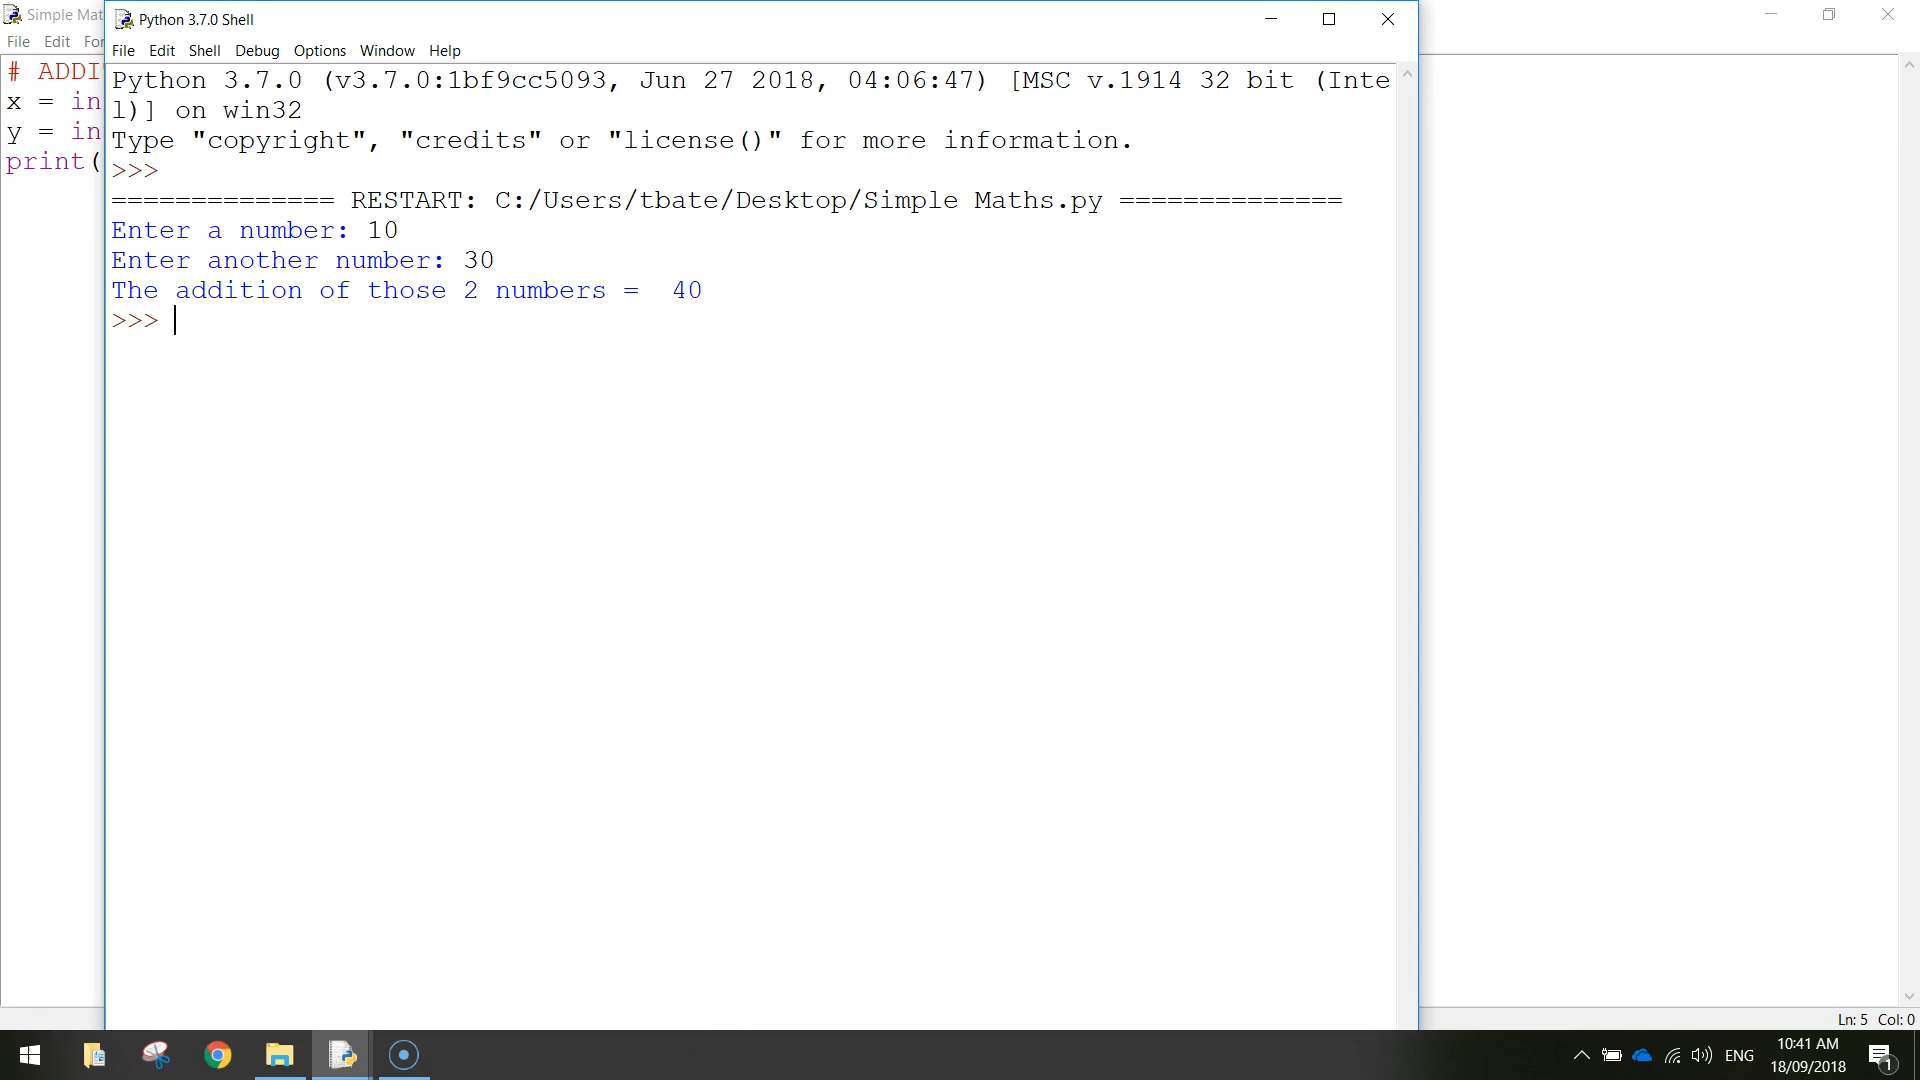 Simple Mat
File Edit For
# ADDI
x = in
y = in
print(
Python 3.7.0 Shell
File Edit Shell Debug Options Window Help
Python 3.7.0 (v3.7.0:1bf9cc5093, Jun 27 2018, 04:06:47) [MSC v.1914 32 bit (Inte
l)] on win32
Type "copyright", "credits" or "license()" for more information.
>>>
============== RESTART: C:/Users/tbate/Desktop/Simple Maths.py ==============
Enter a number: 10
Enter another number: 30
The addition of those 2 numbers =  40
>>>
Ln: 5 Col: 0
ENG
10:41 AM
18/09/2018
1